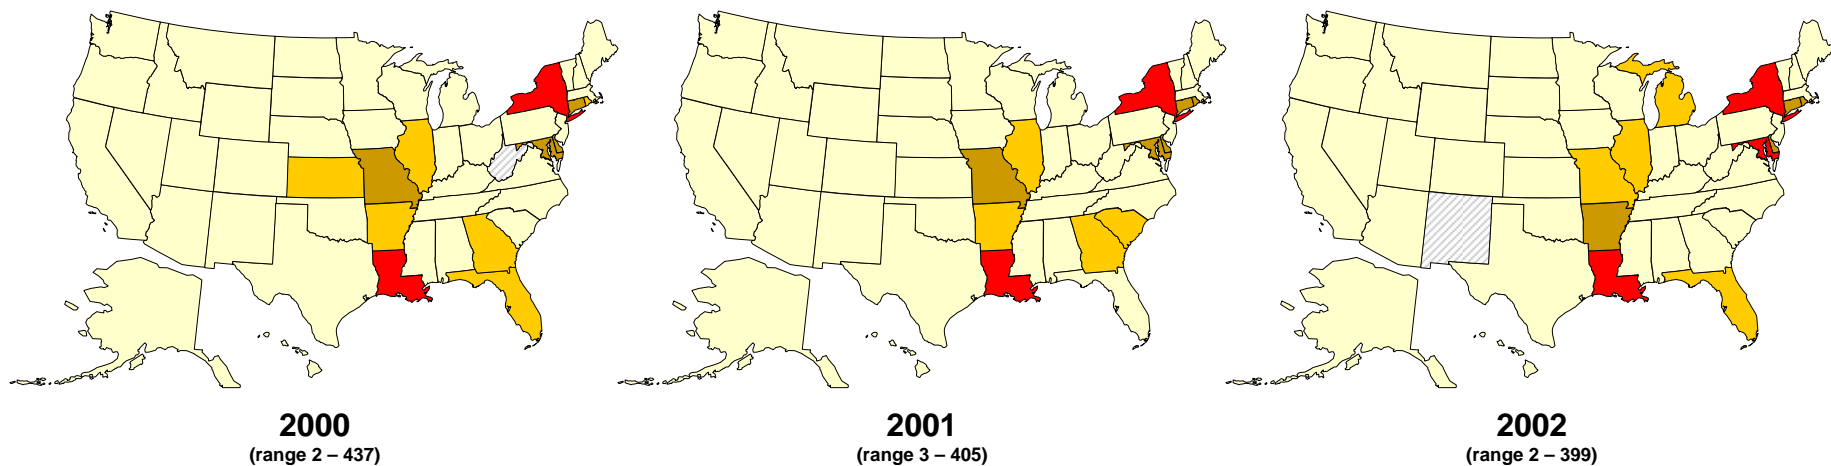 2000
(range 2 – 437)
2001
(range 3 – 405)
2002
(range 2 – 399)